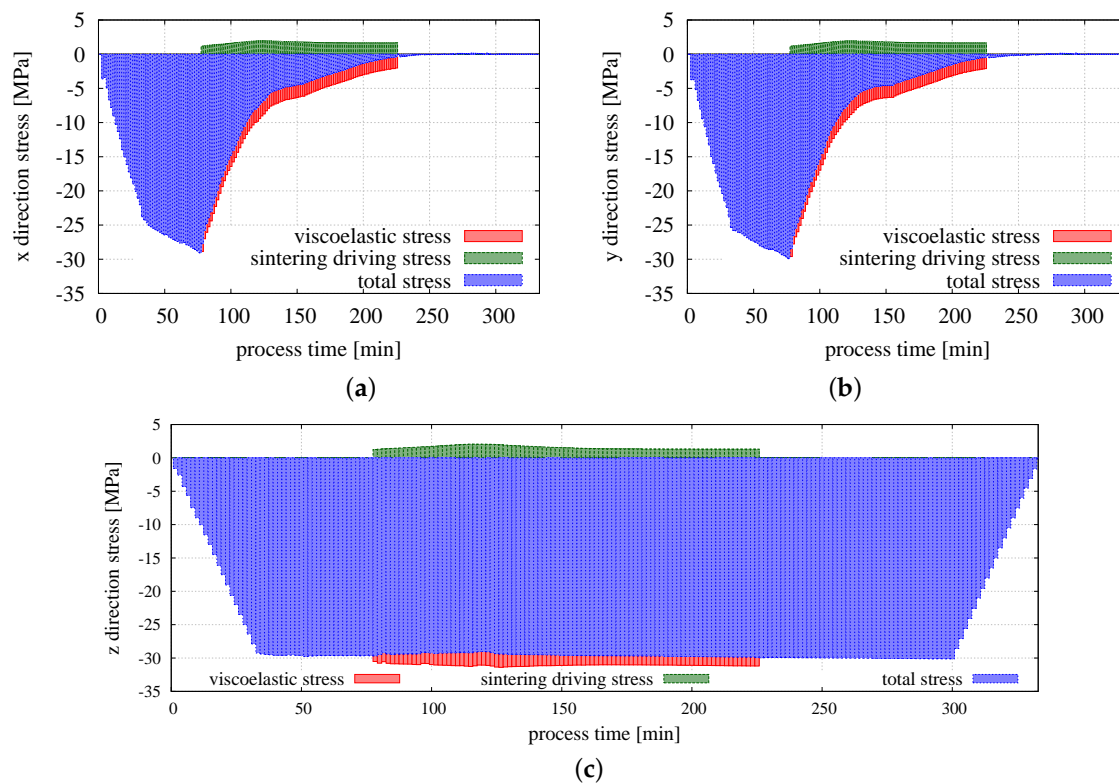 5
0
-5
-10
-15
-20
-25
-30
-35
x direction stress [MPa]
viscoelastic stress
sintering driving stress
total stress
0 50 100 150 200 250 300
process time [min]
(a)
5
0
-5
-10
-15
-20
-25
-30
-35
y direction stress [MPa]
viscoelastic stress
sintering driving stress
total stress
0 50 100 150 200 250 300
process time [min]
(b)
5
0
-5
-10
-15
-20
-25
-30
-35
z direction stress [MPa]
viscoelastic stress sintering driving stress total stress
0 50 100 150 200 250 300
process time [min]
(c)